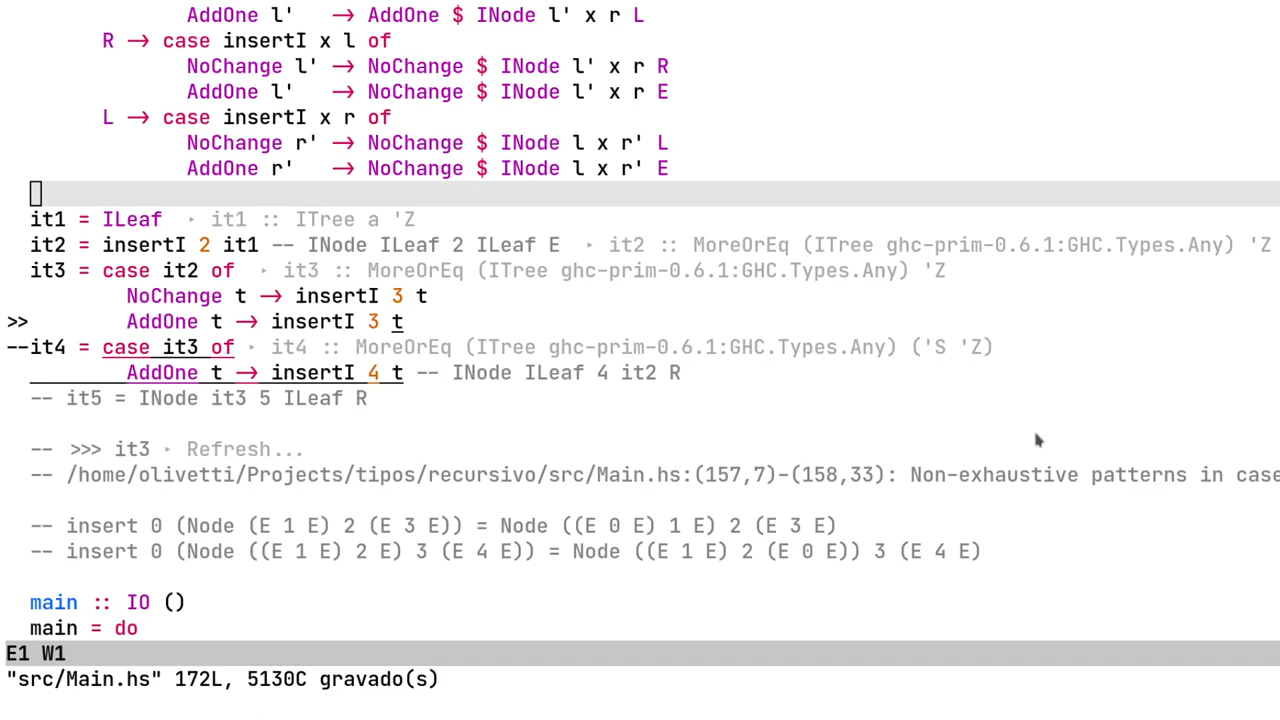 AddOne l'   -> AddOne $ INode l' x r L
R -> case insertI x l of
NoChange l' -> NoChange $ INode l' x r R
AddOne l'   -> NoChange $ INode l' x r E
L -> case insertI x r of
NoChange r' -> NoChange $ INode l x r' L
AddOne r'   -> NoChange $ INode l x r' E
it1 = ILeaf  ‣ it1 :: ITree a 'Z
it2 = insertI 2 it1 -- INode ILeaf 2 ILeaf E  ‣ it2 :: MoreOrEq (ITree ghc-prim-0.6.1:GHC.Types.Any) 'Z
it3 = case it2 of  ‣ it3 :: MoreOrEq (ITree ghc-prim-0.6.1:GHC.Types.Any) 'Z
NoChange t -> insertI 3 t
>>      AddOne t -> insertI 3 t
--it4 = case it3 of ‣ it4 :: MoreOrEq (ITree ghc-prim-0.6.1:GHC.Types.Any) ('S 'Z)
AddOne t -> insertI 4 t -- INode ILeaf 4 it2 R
-- it5 = INode it3 5 ILeaf R
-- >>> it3 ‣ Refresh...
-- /home/olivetti/Projects/tipos/recursivo/src/Main.hs:(157,7)-(158,33): Non-exhaustive patterns in case
-- insert 0 (Node (E 1 E) 2 (E 3 E)) = Node ((E 0 E) 1 E) 2 (E 3 E)
-- insert 0 (Node ((E 1 E) 2 E) 3 (E 4 E)) = Node ((E 1 E) 2 (E 0 E)) 3 (E 4 E)
main :: IO ()
main = do
E1 W1
"src/Main.hs" 172L, 5130C gravado(s)